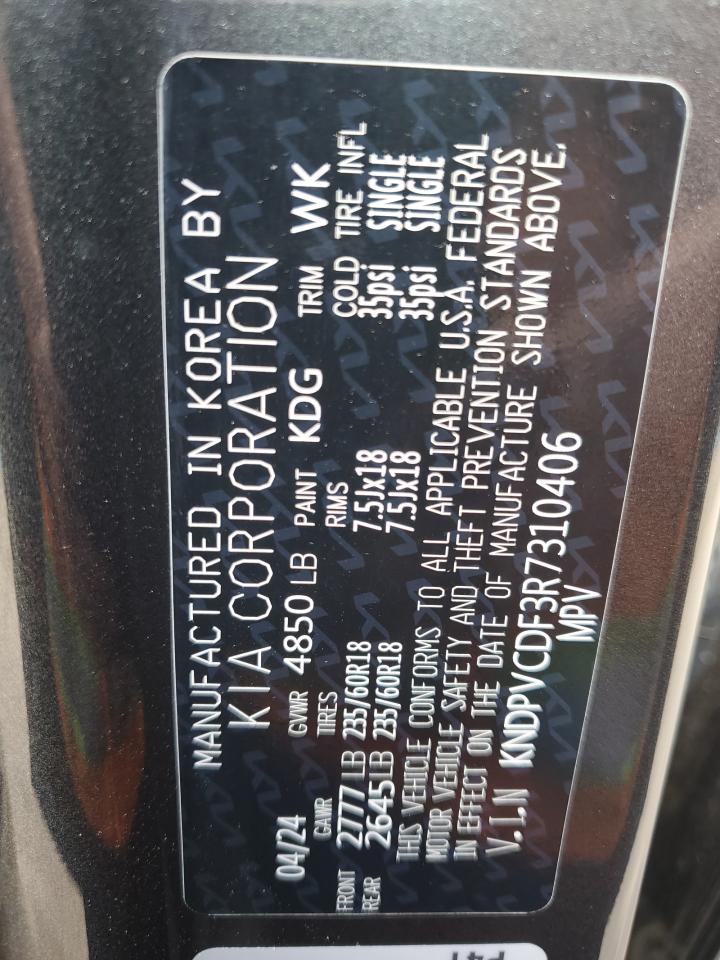 MANUFACTURED IN KOREA BY
KIA CORPORATION
04/24 GVWR 4850 LB PAINT KDG TRIM WK
GAWR TIRES RIMS COLD TIRE INFL
FRONT 2777 LB 235/60R18 7.5Jx18 35psi SINGLE
REAR 2645 LB 235/60R18 7.5Jx18 35psi SINGLE
THIS VEHICLE CONFORMS TO ALL APPLICABLE U.S.A. FEDERAL
MOTOR VEHICLE SAFETY AND THEFT PREVENTION STANDARDS
IN EFFECT ON THE DATE OF MANUFACTURE SHOWN ABOVE.
V.I.N KNDPVCDF3R7310406
MPV